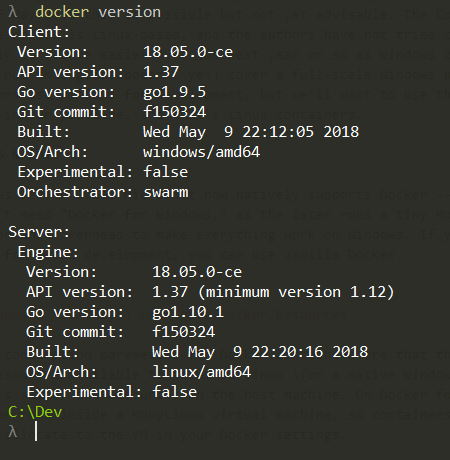 λ docker version
Client:
Version: 18.05.0-ce
API version: 1.37
Go version: go1.9.5
Git commit: f150324
Built: Wed May 9 22:12:05 2018
OS/Arch: windows/amd64
Experimental: false
Orchestrator: swarm
Server:
Engine:
Version: 18.05.0-ce
API version: 1.37 (minimum version 1.12)
Go version: go1.10.1
Git commit: f150324
Built: Wed May 9 22:20:16 2018
OS/Arch: linux/amd64
Experimental: false
C:\Dev
λ